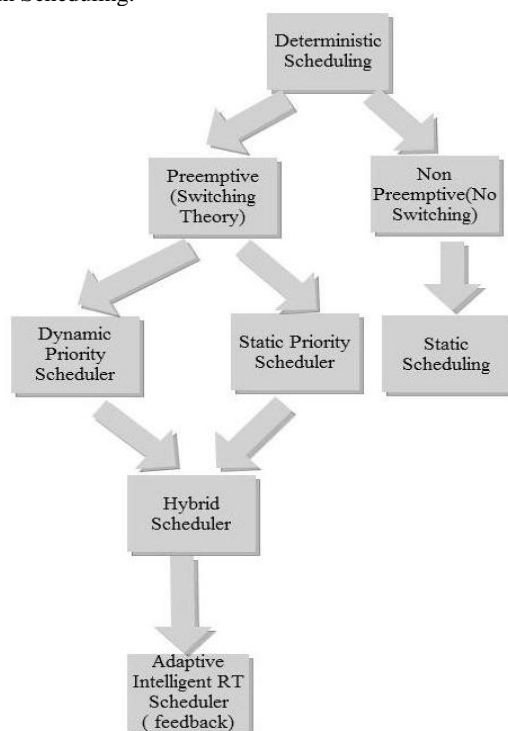 Scheduling.
Deterministic
Scheduling
Preemptive
(Switching
Theory)
Non
Preemptive(No
Switching)
Dynamic
Priority
Scheduler
Static Priority
Scheduler
Static
Scheduling
Hybrid
Scheduler
Adaptive
Intelligent RT
Scheduler
( feedback)